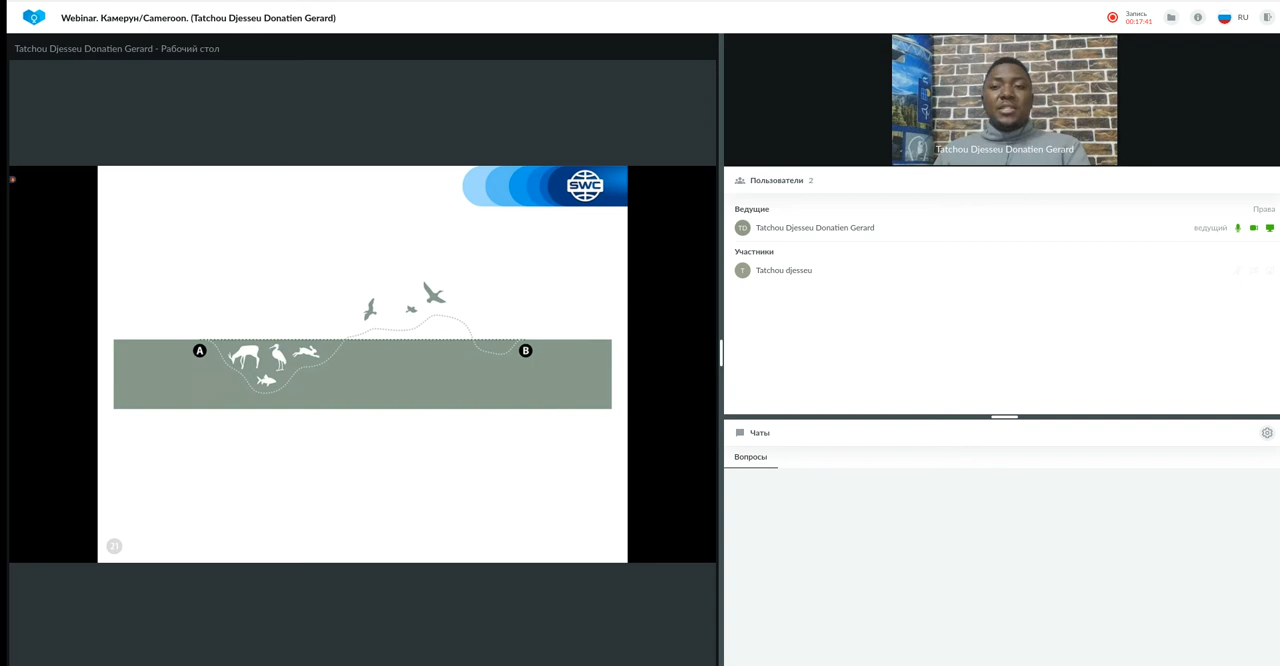 Webinar. Камерун/Cameroon. (Tatchou Djesseu Donatien Gerard)
Запись
00:17:41
RU
Tatchou Djesseu Donatien Gerard - Рабочий стол
Tatchou Djesseu Donatien Gerard
SWC
A
B
21
Пользователи 2
Ведущие Права
TD Tatchou Djesseu Donatien Gerard ведущий
Участники
T Tatchou djesseu
Чаты
Вопросы